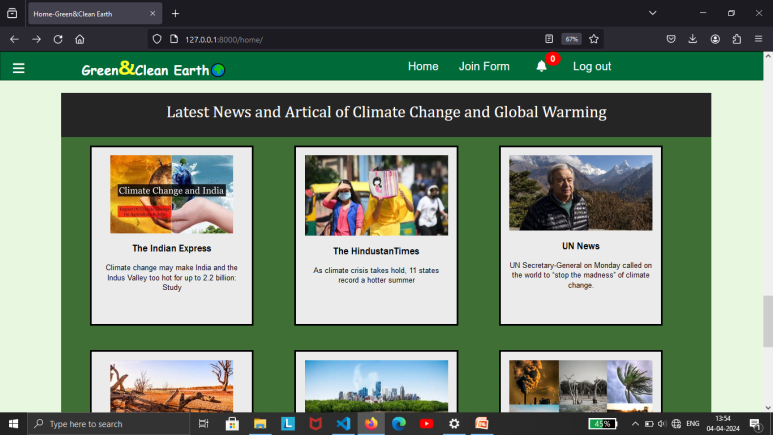 Home-Green&Clean Earth
127.0.0.1:8000/home/
67%
Green&Clean Earth
Home
Join Form
0
Log out
Latest News and Artical of Climate Change and Global Warming
Climate Change and India
The Indian Express
Climate change may make India and the
Indus Valley too hot for up to 2.2 billion:
Study
The HindustanTimes
As climate crisis takes hold, 11 states
record a hotter summer
UN News
UN Secretary-General on Monday called on
the world to "stop the madness" of climate
change.
Type here to search
45%
ENG
13:54
04-04-2024